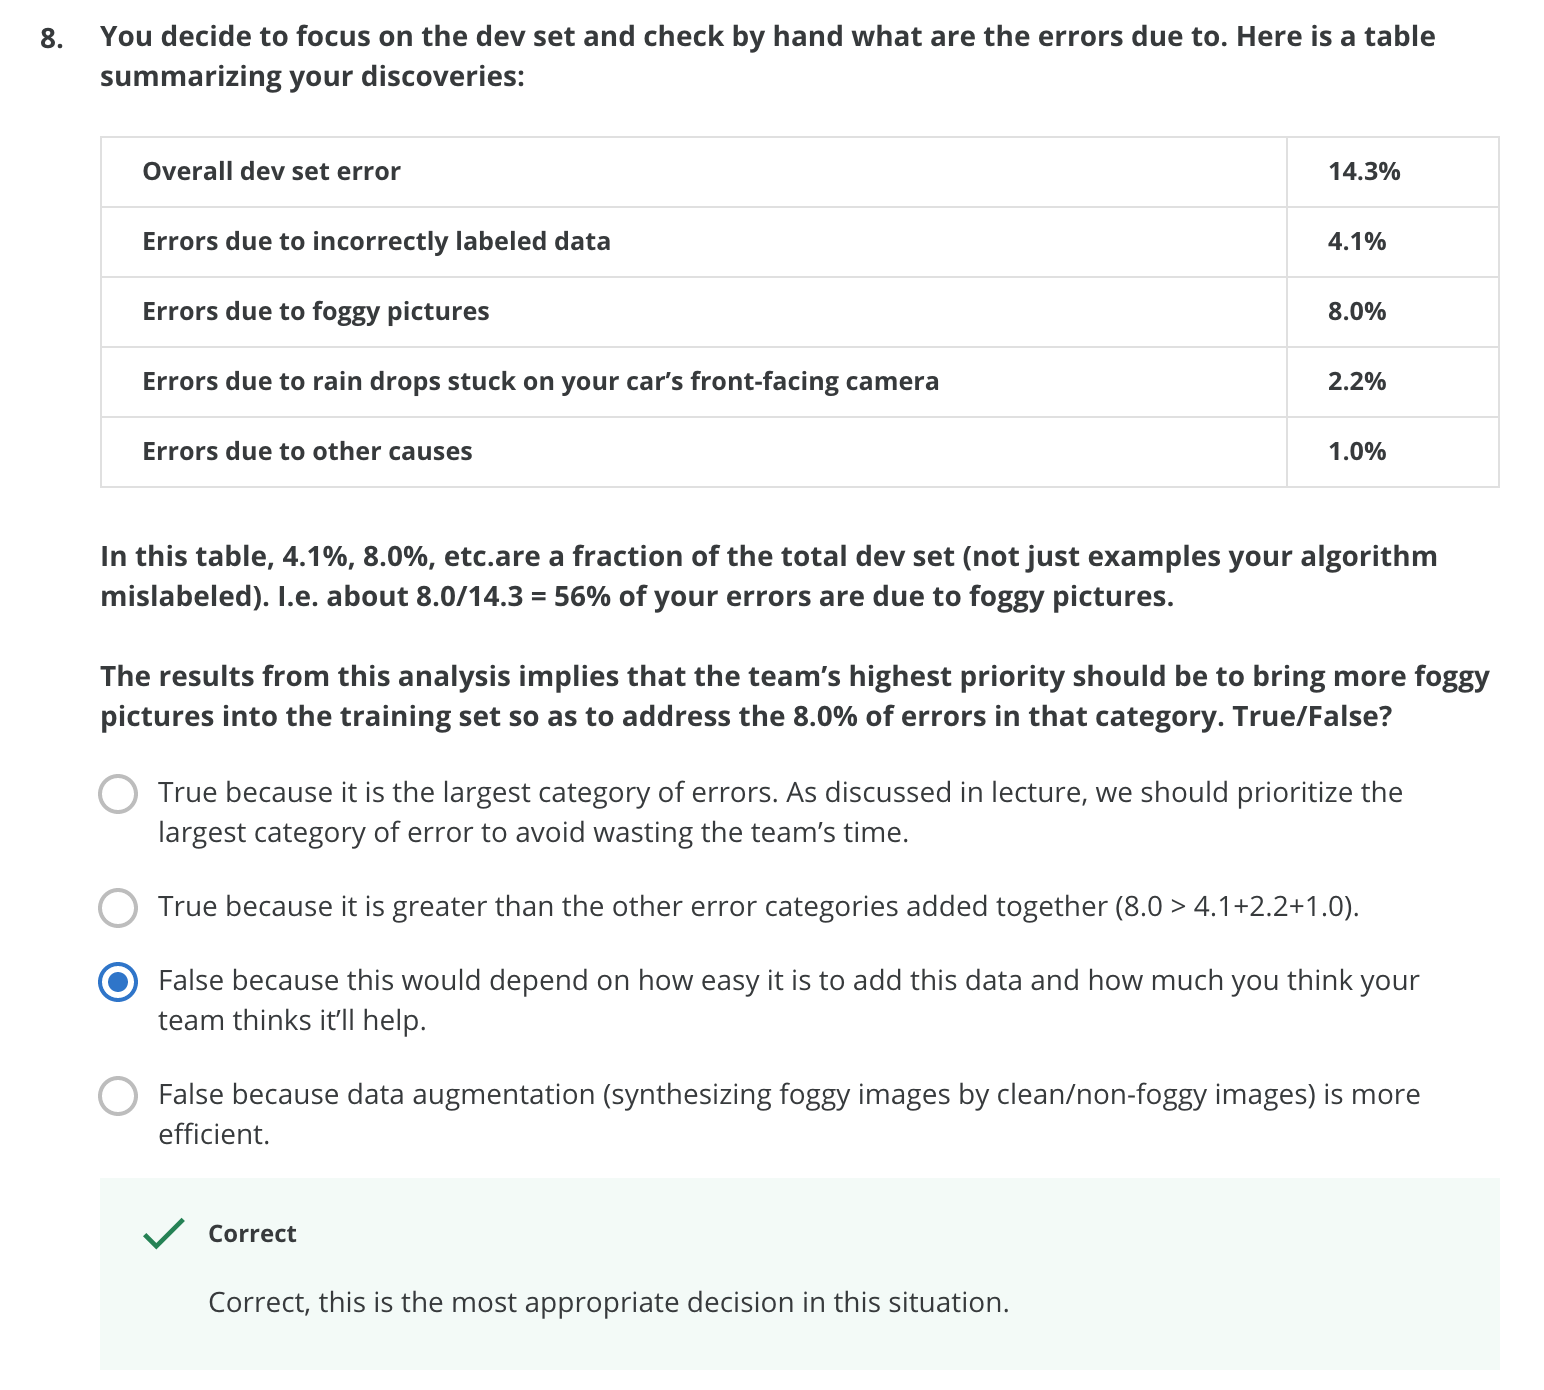 8. You decide to focus on the dev set and check by hand what are the errors due to. Here is a table
summarizing your discoveries:
Overall dev set error 14.3%
Errors due to incorrectly labeled data 4.1%
Errors due to foggy pictures 8.0%
Errors due to rain drops stuck on your car’s front-facing camera 2.2%
Errors due to other causes 1.0%
In this table, 4.1%, 8.0%, etc.are a fraction of the total dev set (not just examples your algorithm
mislabeled). I.e. about 8.0/14.3 = 56% of your errors are due to foggy pictures.
The results from this analysis implies that the team’s highest priority should be to bring more foggy
pictures into the training set so as to address the 8.0% of errors in that category. True/False?
True because it is the largest category of errors. As discussed in lecture, we should prioritize the
largest category of error to avoid wasting the team’s time.
True because it is greater than the other error categories added together (8.0 > 4.1+2.2+1.0).
False because this would depend on how easy it is to add this data and how much you think your
team thinks it’ll help.
False because data augmentation (synthesizing foggy images by clean/non-foggy images) is more
efficient.
Correct
Correct, this is the most appropriate decision in this situation.